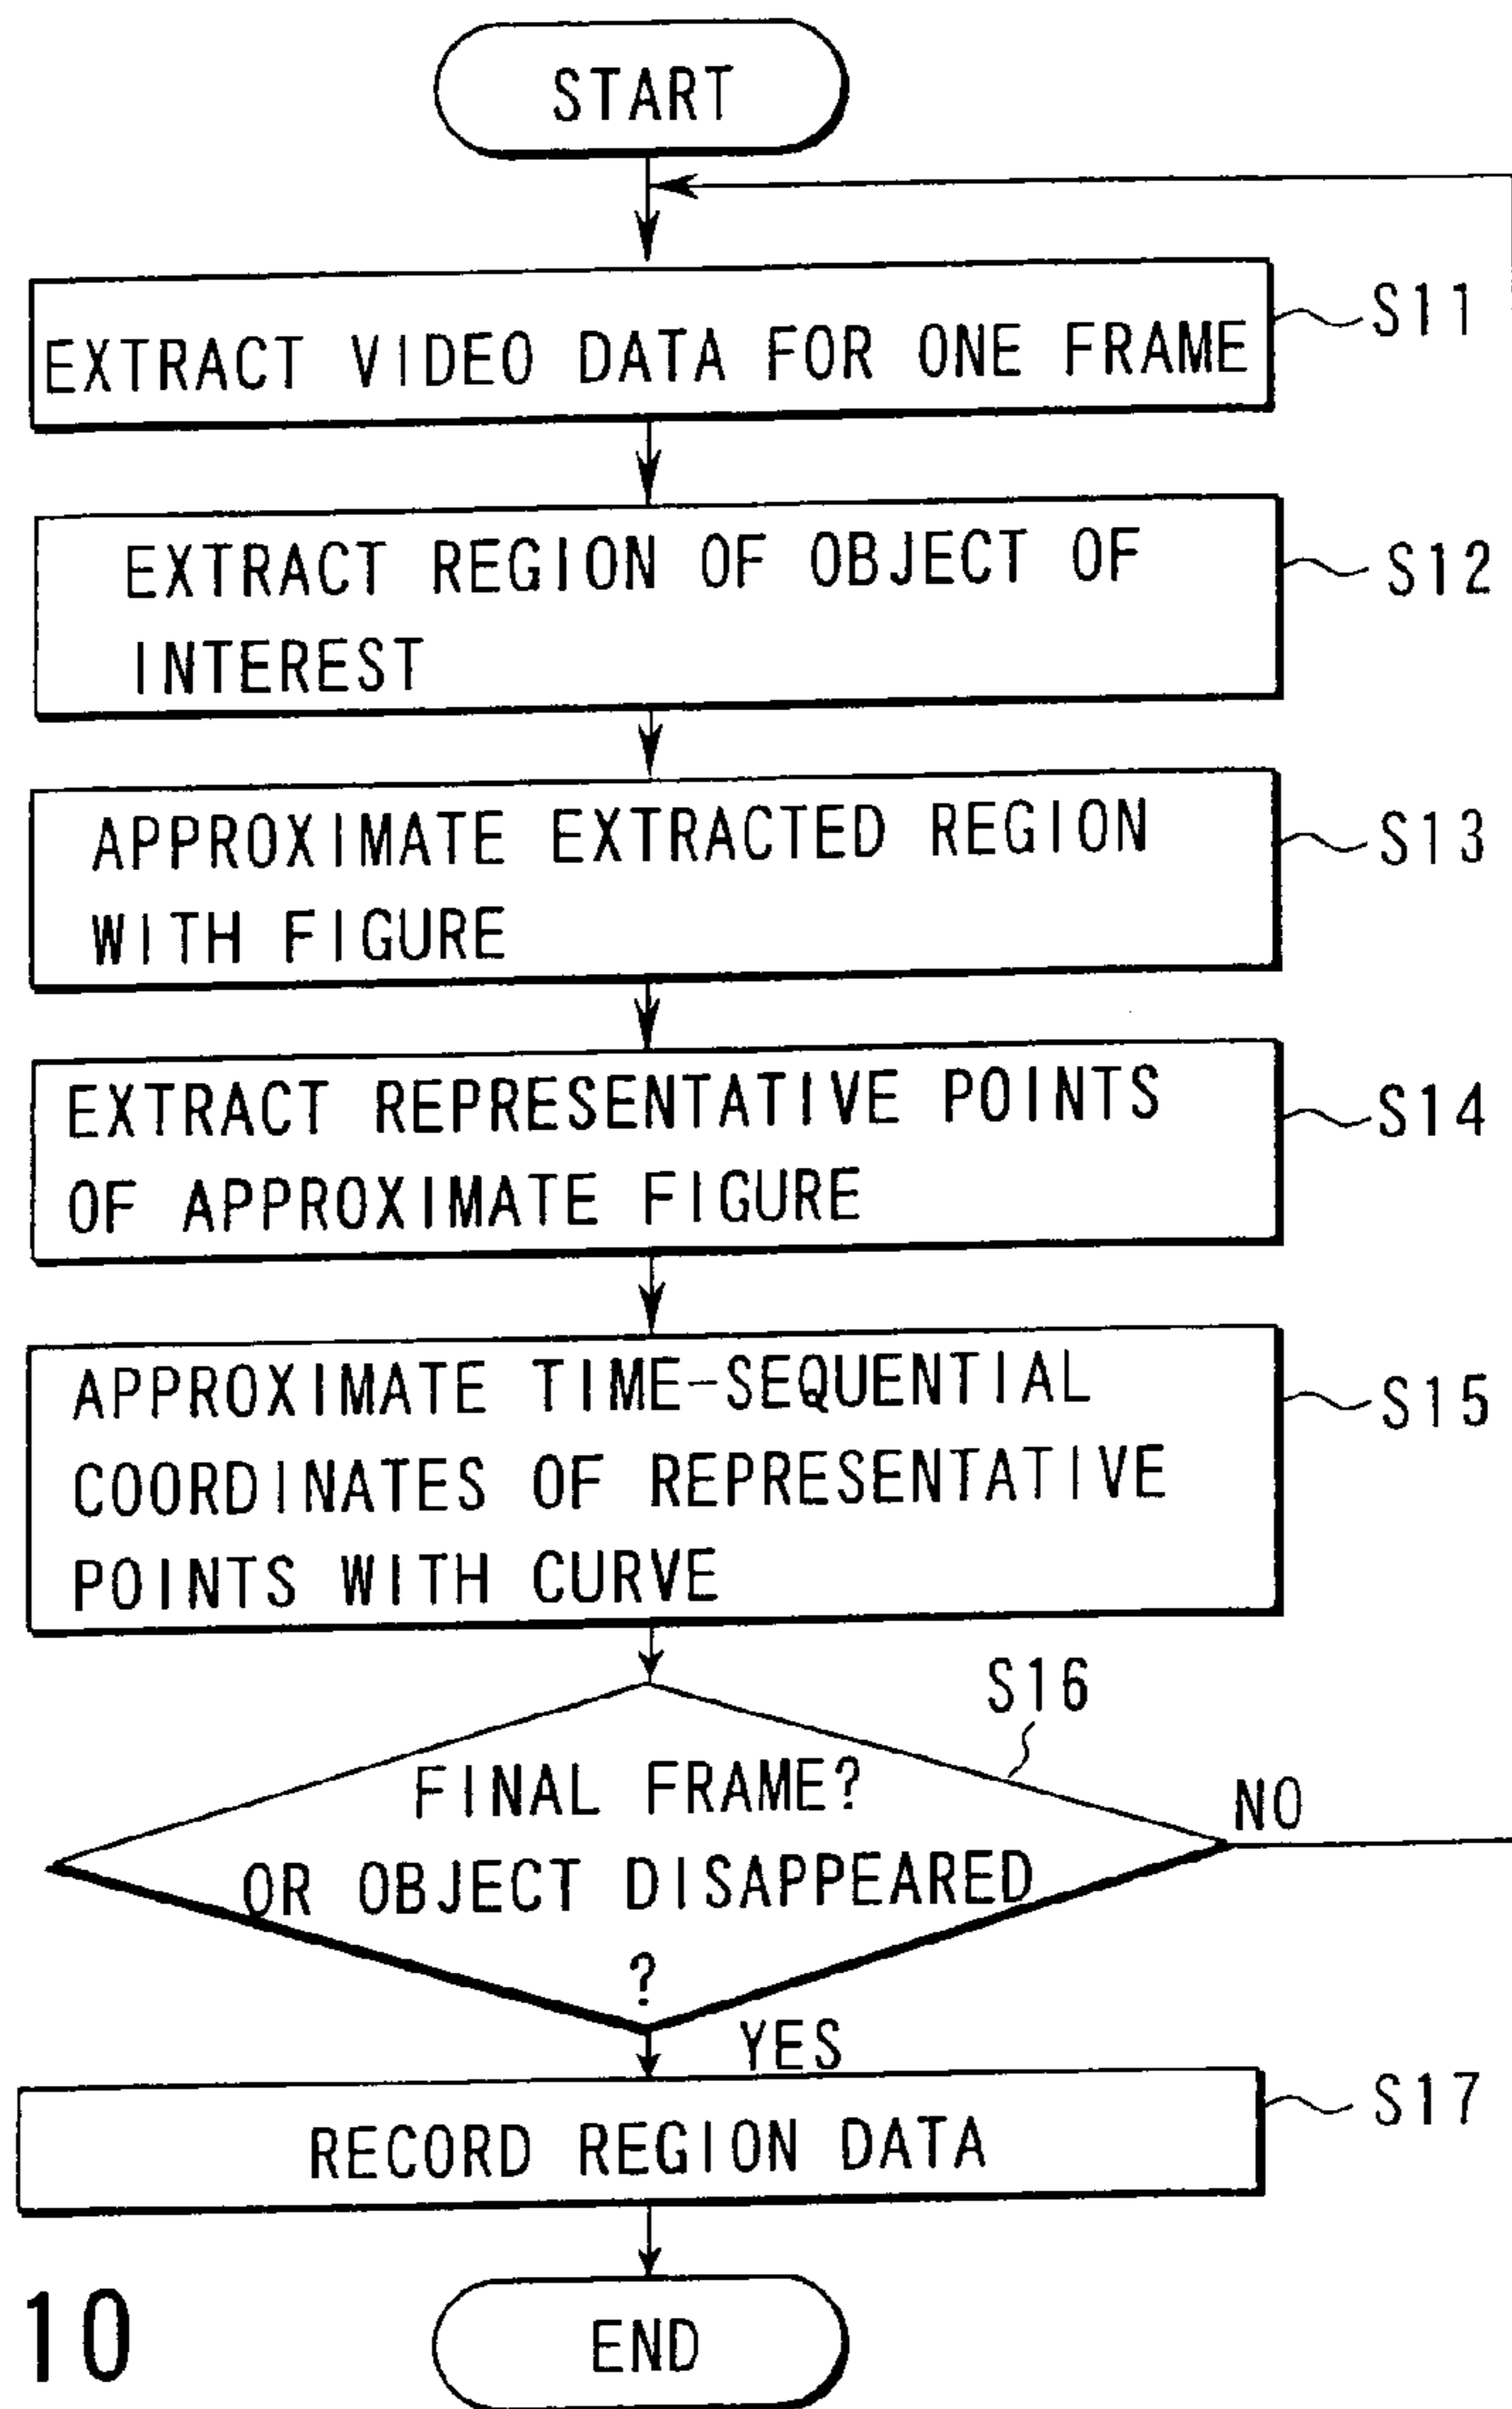 START
EXTRACT VIDEO DATA FOR ONE FRAME
S11
EXTRACT REGION OF OBJECT OF
INTEREST
S12
APPROXIMATE EXTRACTED REGION
WITH FIGURE
S13
EXTRACT REPRESENTATIVE POINTS
OF APPROXIMATE FIGURE
S14
APPROXIMATE TIME-SEQUENTIAL
COORDINATES OF REPRESENTATIVE
POINTS WITH CURVE
S15
S16
FINAL FRAME?
OR OBJECT DISAPPEARED
?
NO
YES
RECORD REGION DATA
S17
END
10